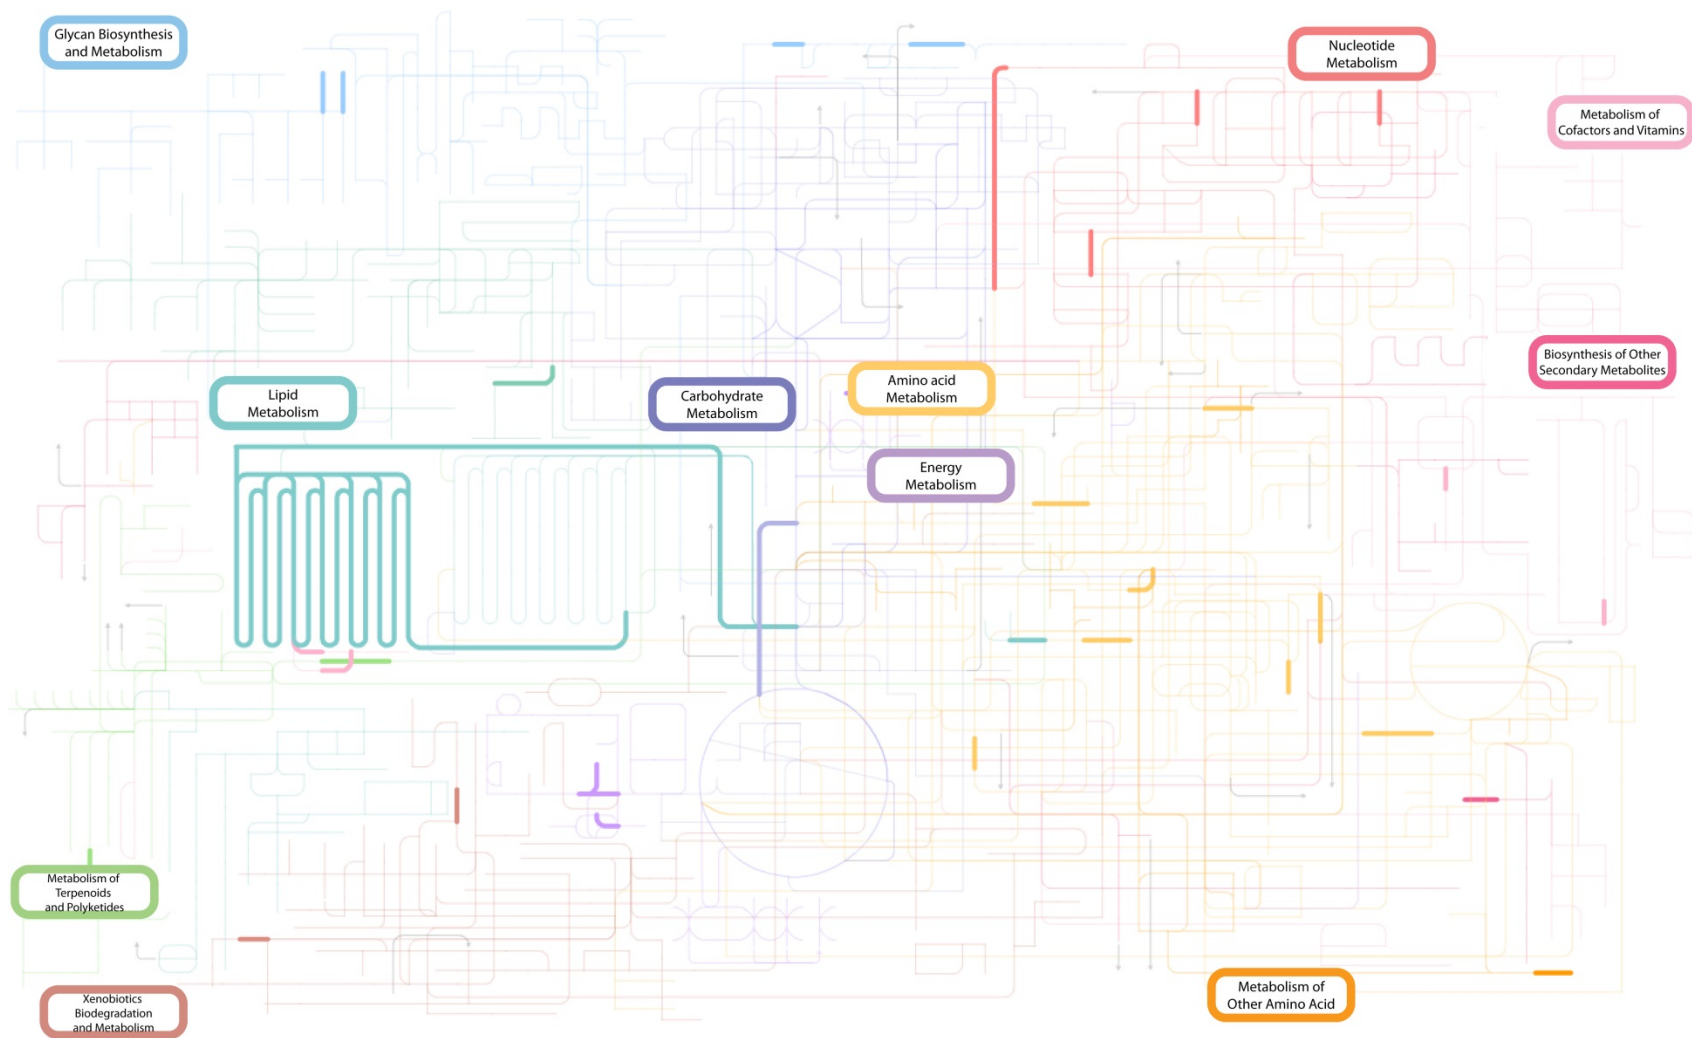 Glycan Biosynthesis
and Metabolism
Nucleotide
Metabolism
Metabolism of
Cofactors and Vitamins
Biosynthesis of Other
Secondary Metabolites
Lipid
Metabolism
Carbohydrate
Metabolism
Amino acid
Metabolism
Energy
Metabolism
Metabolism of
Terpenoids
and Polyketides
Xenobiotics
Biodegradation
and Metabolism
Metabolism of
Other Amino Acid